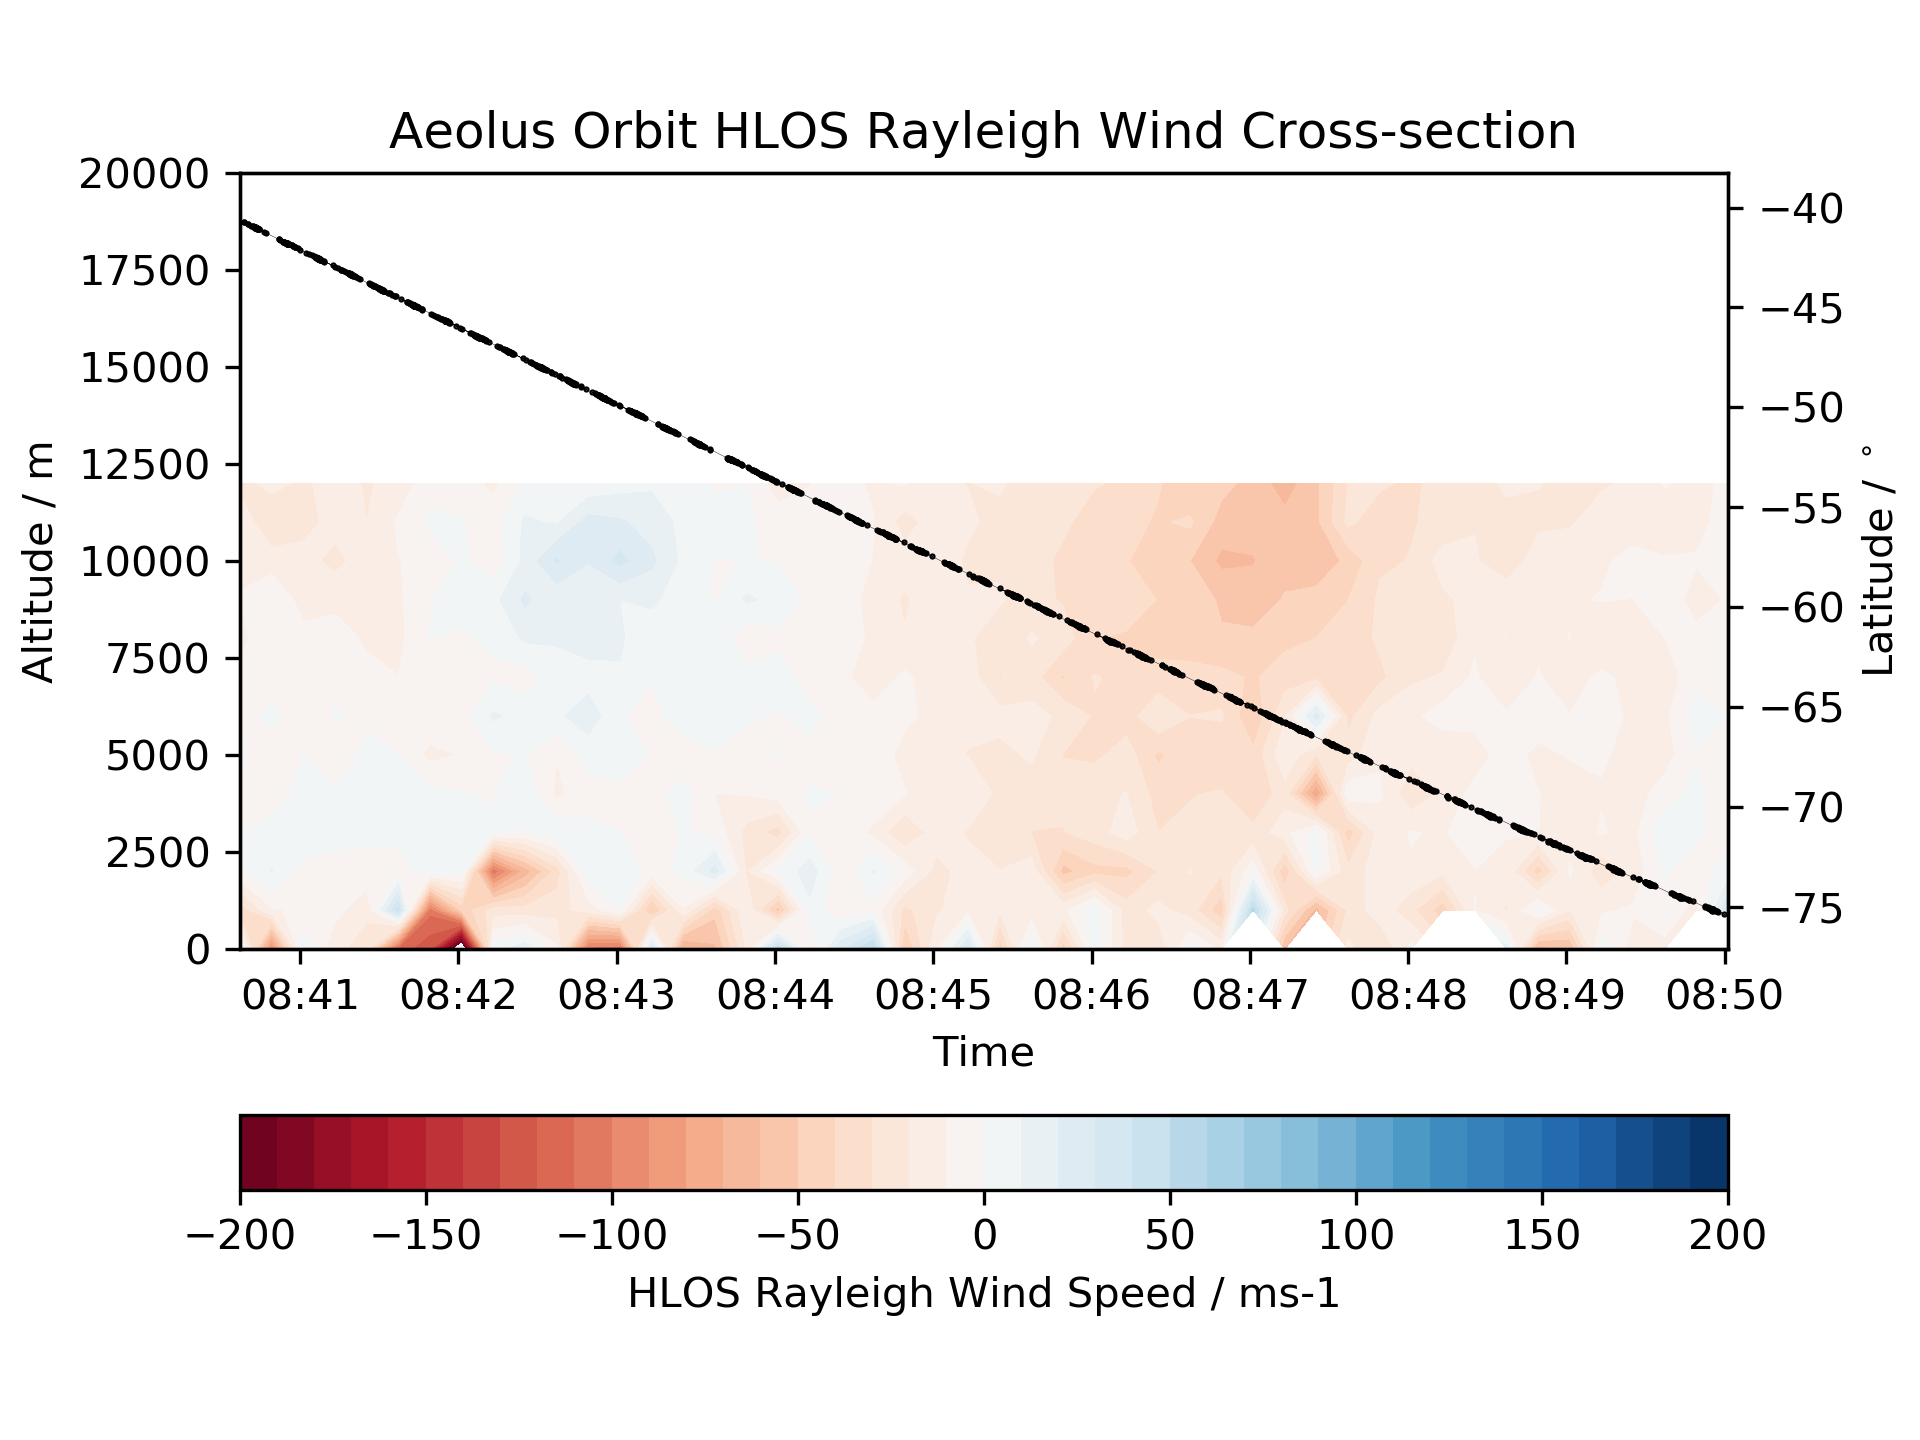 Aeolus Orbit HLOS Rayleigh Wind Cross-section
20000
17500
15000
12500
10000
7500
5000
2500
0
Altitude / m
−40
−45
−50
−55
−60
−65
−70
−75
Latitude / °
08:41 08:42 08:43 08:44 08:45 08:46 08:47 08:48 08:49 08:50
Time
−200 −150 −100 −50 0 50 100 150 200
HLOS Rayleigh Wind Speed / ms-1